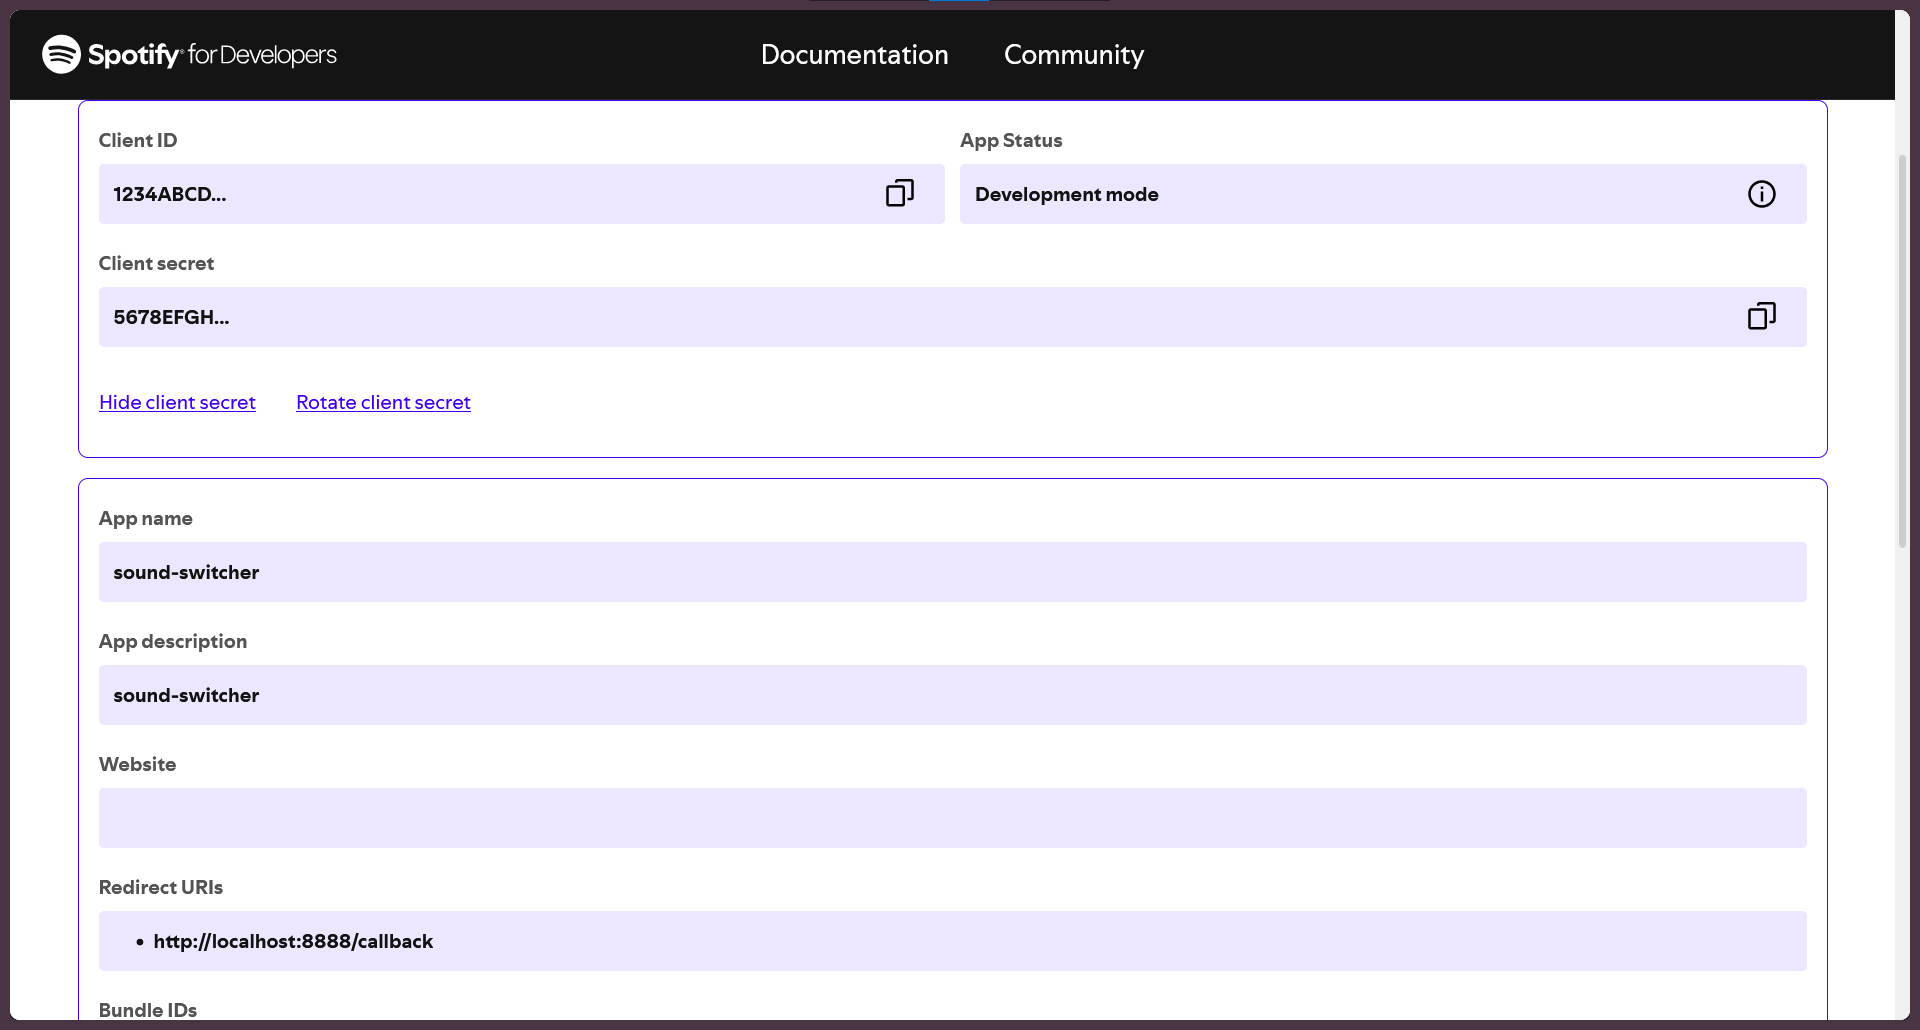 Spotify® for Developers
Documentation
Community
Client ID
App Status
1234ABCD...
Development mode
Client secret
5678EFGH...
Hide client secret
Rotate client secret
App name
sound-switcher
App description
sound-switcher
Website
Redirect URIs
• http://localhost:8888/callback
Bundle IDs